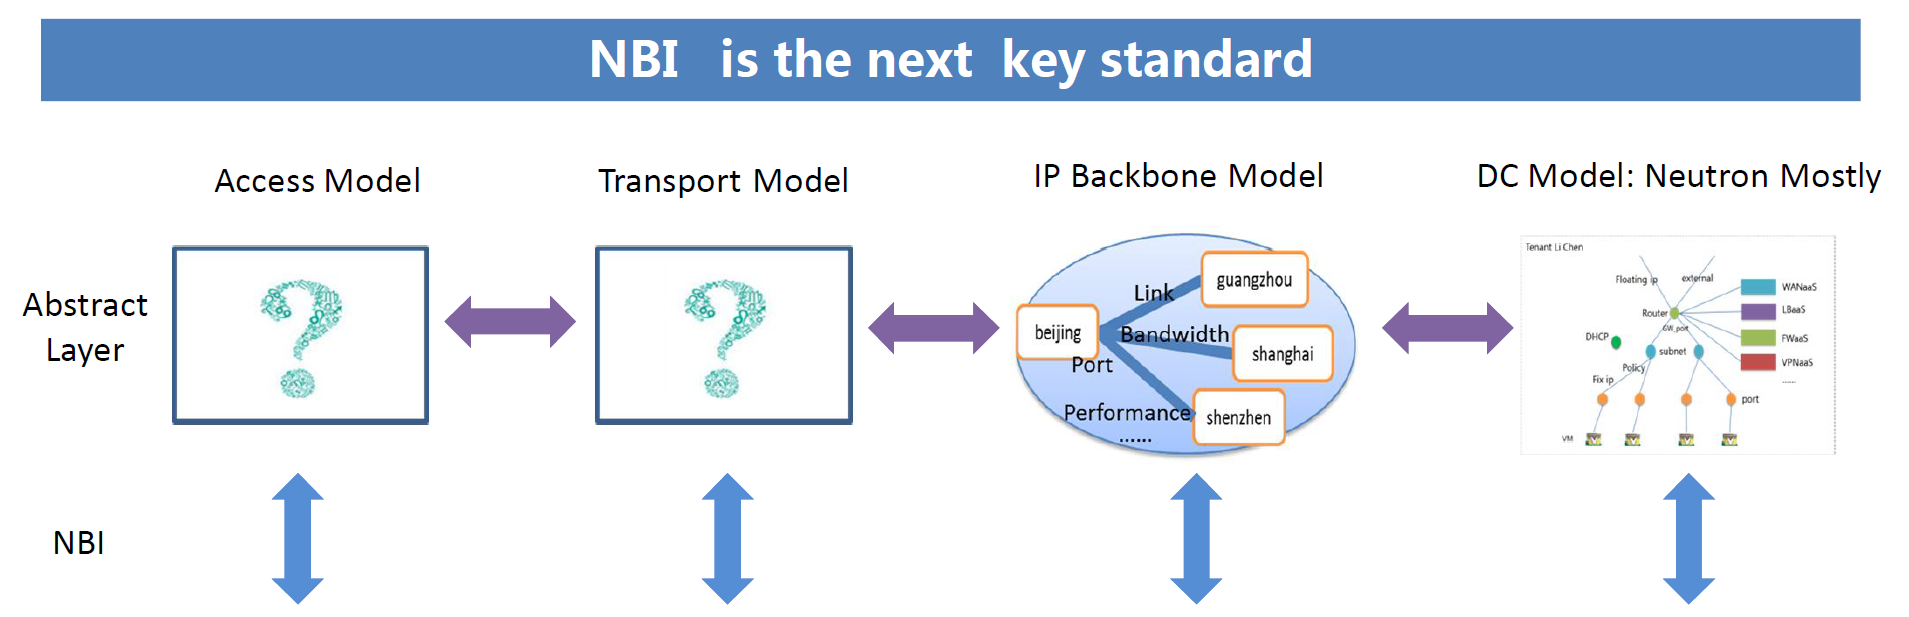 NBI is the next key standard
Access Model
Transport Model
IP Backbone Model
DC Model: Neutron Mostly
Abstract
Layer
guangzhou
Link
beijing
Bandwidth
shanghai
Port
Performance
shenzhen
......
Tenant Li Chen
Floating ip
external
WANaaS
Router
LBaaS
GW_port
DHCP
FWaaS
subnet
VPNaaS
Policy
......
Fix ip
port
VM
NBI